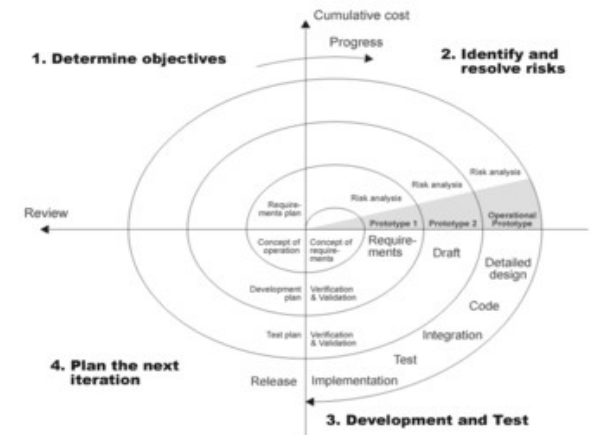 Cumulative cost
Progress
1. Determine objectives
2. Identify and
resolve risks
Risk analysis
Risk analysis
Risk analysis
Require-
ments plan
Review
Prototype 1
Prototype 2
Operational
Prototype
Concept of
operation
Concept of
require-
ments
Require-
ments
Draft
Detailed
design
Development
plan
Verification
& Validation
Code
Test plan
Verification
& Validation
Integration
Test
4. Plan the next
iteration
Release
Implementation
3. Development and Test